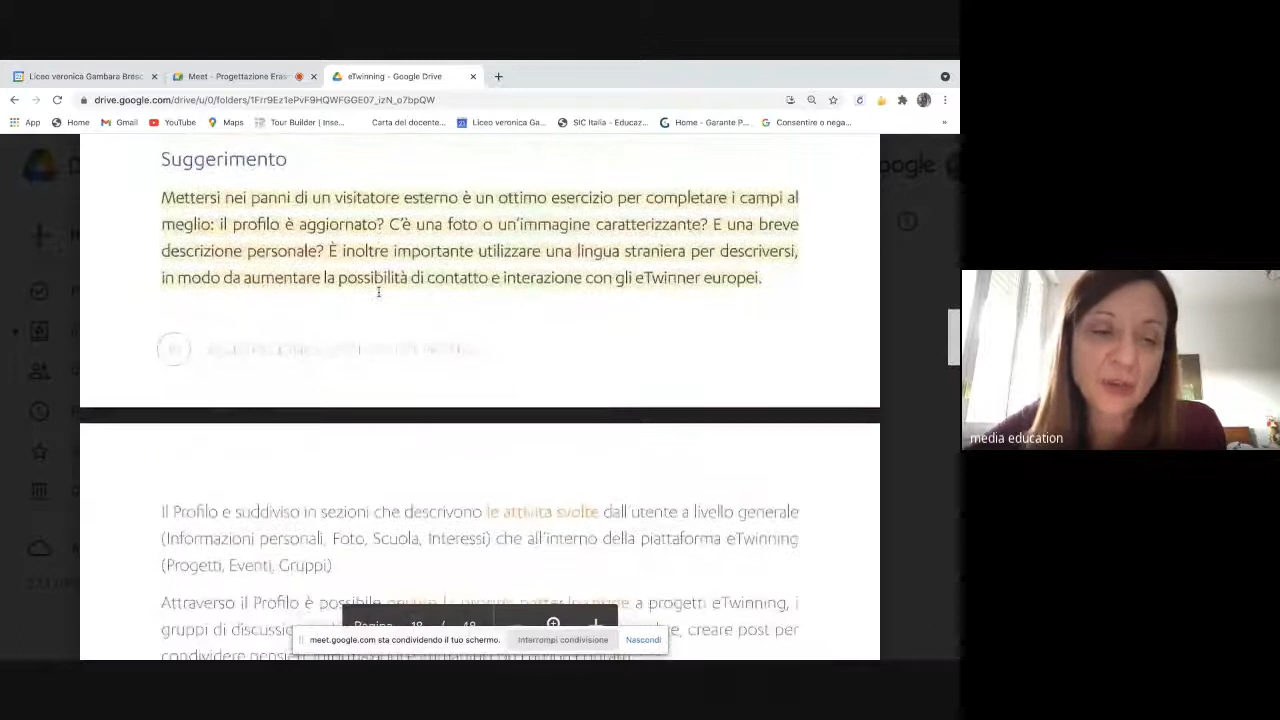 Liceo veronica Gambara Bresc
Meet - Progettazione Eras
eTwinning - Google Drive
drive.google.com/drive/u/0/folders/1Frr9Ez1ePvF9HQWFGGE07_izN_o7bpQW
App
Home
Gmail
YouTube
Maps
Tour Builder | Inse...
Carta del docente...
Liceo veronica Ga...
SIC Italia - Educaz...
Home - Garante P...
Consentire o nega...
»
Suggerimento
Mettersi nei panni di un visitatore esterno è un ottimo esercizio per completare i campi al
meglio: il profilo è aggiornato? C'è una foto o un'immagine caratterizzante? E una breve
descrizione personale? È inoltre importante utilizzare una lingua straniera per descriversi,
in modo da aumentare la possibilità di contatto e interazione con gli eTwinner europei.
Il Profilo e suddiviso in sezioni che descrivono le attivita svolte dall'utente a livello generale
(Informazioni personali, Foto, Scuola, Interessi) che all'interno della piattaforma eTwinning
(Progetti, Eventi, Gruppi)
Attraverso il Profilo è possibile a progetti eTwinning, i
gruppi di creare post per
condividere
Pagina 18 / 48
meet.google.com sta condividendo il tuo schermo.
Interrompi condivisione
Nascondi
media education